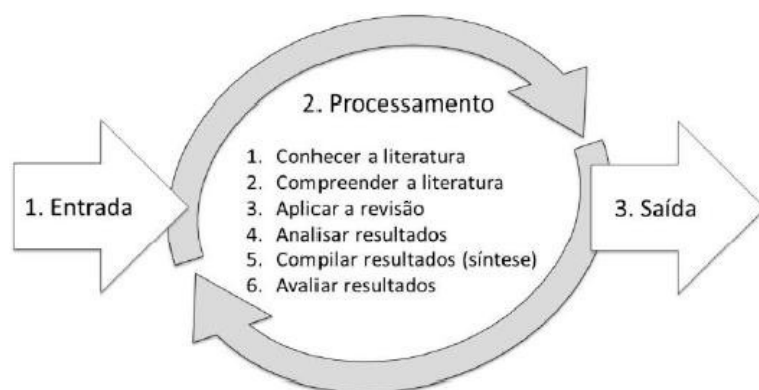 1. Entrada
2. Processamento
1. Conhecer a literatura
2. Compreender a literatura
3. Aplicar a revisão
4. Analisar resultados
5. Compilar resultados (síntese)
6. Avaliar resultados
3. Saída